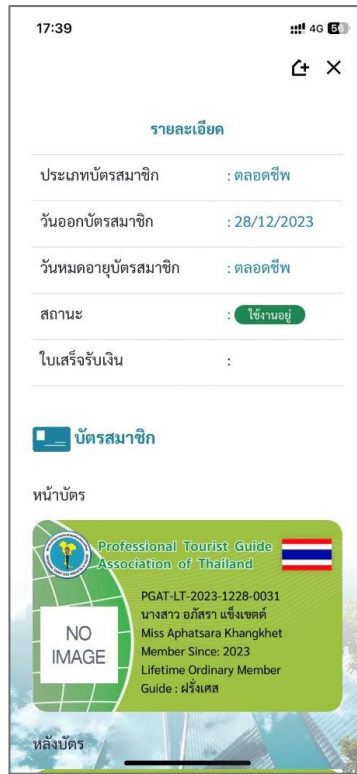 17:39
4G 56
รายละเอียด
ประเภทบัตรสมาชิก : ตลอดชีพ
วันออกบัตรสมาชิก : 28/12/2023
วันหมดอายุบัตรสมาชิก : ตลอดชีพ
สถานะ : ใช้งานอยู่
ใบเสร็จรับเงิน :
บัตรสมาชิก
หน้าบัตร
Professional Tourist Guide
Association of Thailand
NO
IMAGE
PGAT-LT-2023-1228-0031
นางสาว อภัสรา แข็งเขตต์
Miss Aphatsara Khangkhet
Member Since: 2023
Lifetime Ordinary Member
Guide : ฝรั่งเศส
หลังบัตร